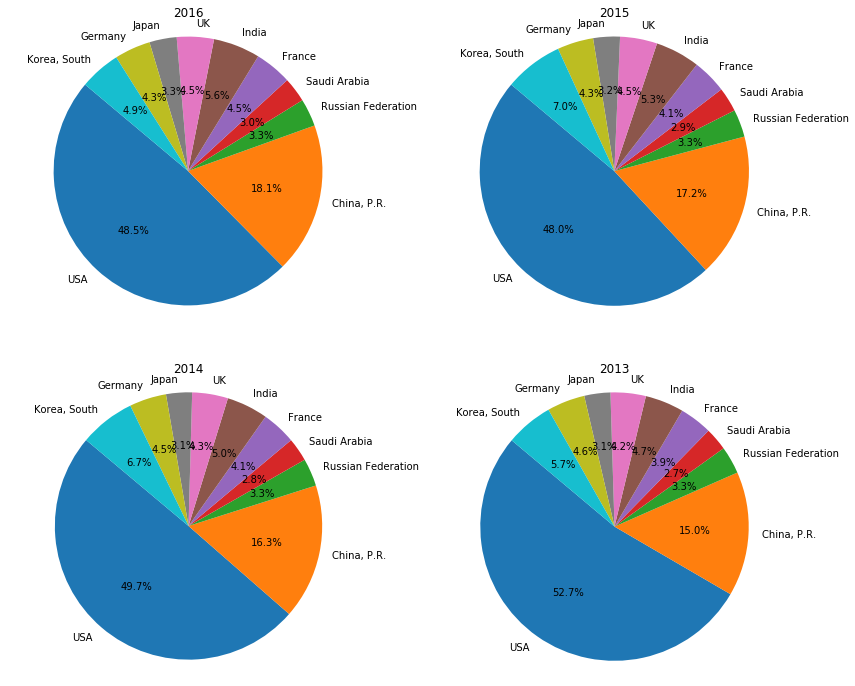 2016
USA
48.5%
China, P.R.
18.1%
Russian Federation
3.3%
Saudi Arabia
3.0%
France
4.5%
India
5.6%
UK
4.5%
Japan
3.3%
Germany
4.3%
Korea, South
4.9%
2015
USA
48.0%
China, P.R.
17.2%
Russian Federation
3.3%
Saudi Arabia
2.9%
France
4.1%
India
5.3%
UK
4.5%
Japan
3.2%
Germany
4.3%
Korea, South
7.0%
2014
USA
49.7%
China, P.R.
16.3%
Russian Federation
3.3%
Saudi Arabia
2.8%
France
4.1%
India
5.0%
UK
4.3%
Japan
3.1%
Germany
4.5%
Korea, South
6.7%
2013
USA
52.7%
China, P.R.
15.0%
Russian Federation
3.3%
Saudi Arabia
2.7%
France
3.9%
India
4.7%
UK
4.2%
Japan
3.1%
Germany
4.6%
Korea, South
5.7%